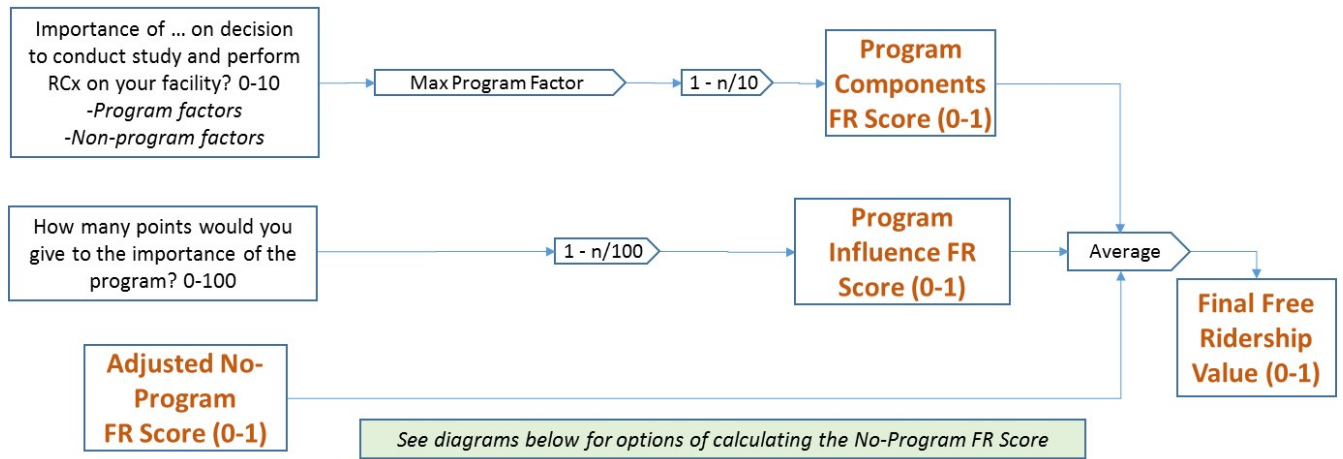 Importance of ... on decision
to conduct study and perform
RCx on your facility? 0-10
-Program factors
-Non-program factors
Max Program Factor
1 - n/10
Program
Components
FR Score (0-1)
How many points would you
give to the importance of the
program? 0-100
1 - n/100
Program
Influence FR
Score (0-1)
Average
Final Free
Ridership
Value (0-1)
Adjusted No-
Program
FR Score (0-1)
See diagrams below for options of calculating the No-Program FR Score